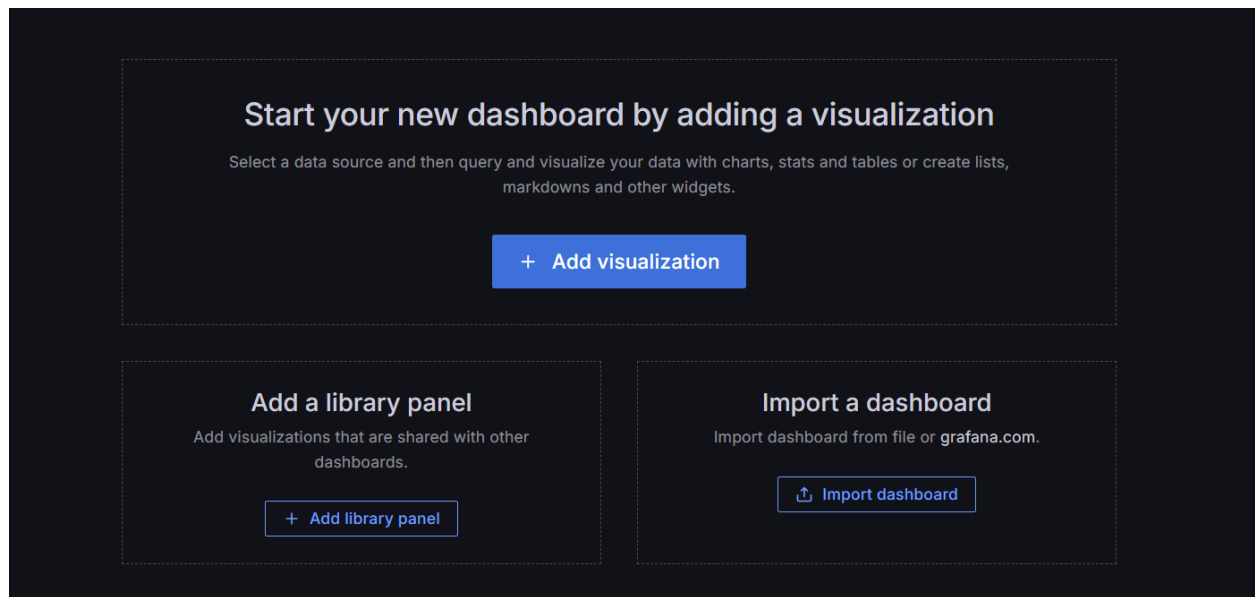 Start your new dashboard by adding a visualization
Select a data source and then query and visualize your data with charts, stats and tables or create lists,
markdowns and other widgets.
+ Add visualization
Add a library panel
Add visualizations that are shared with other
dashboards.
+ Add library panel
Import a dashboard
Import dashboard from file or grafana.com.
Import dashboard